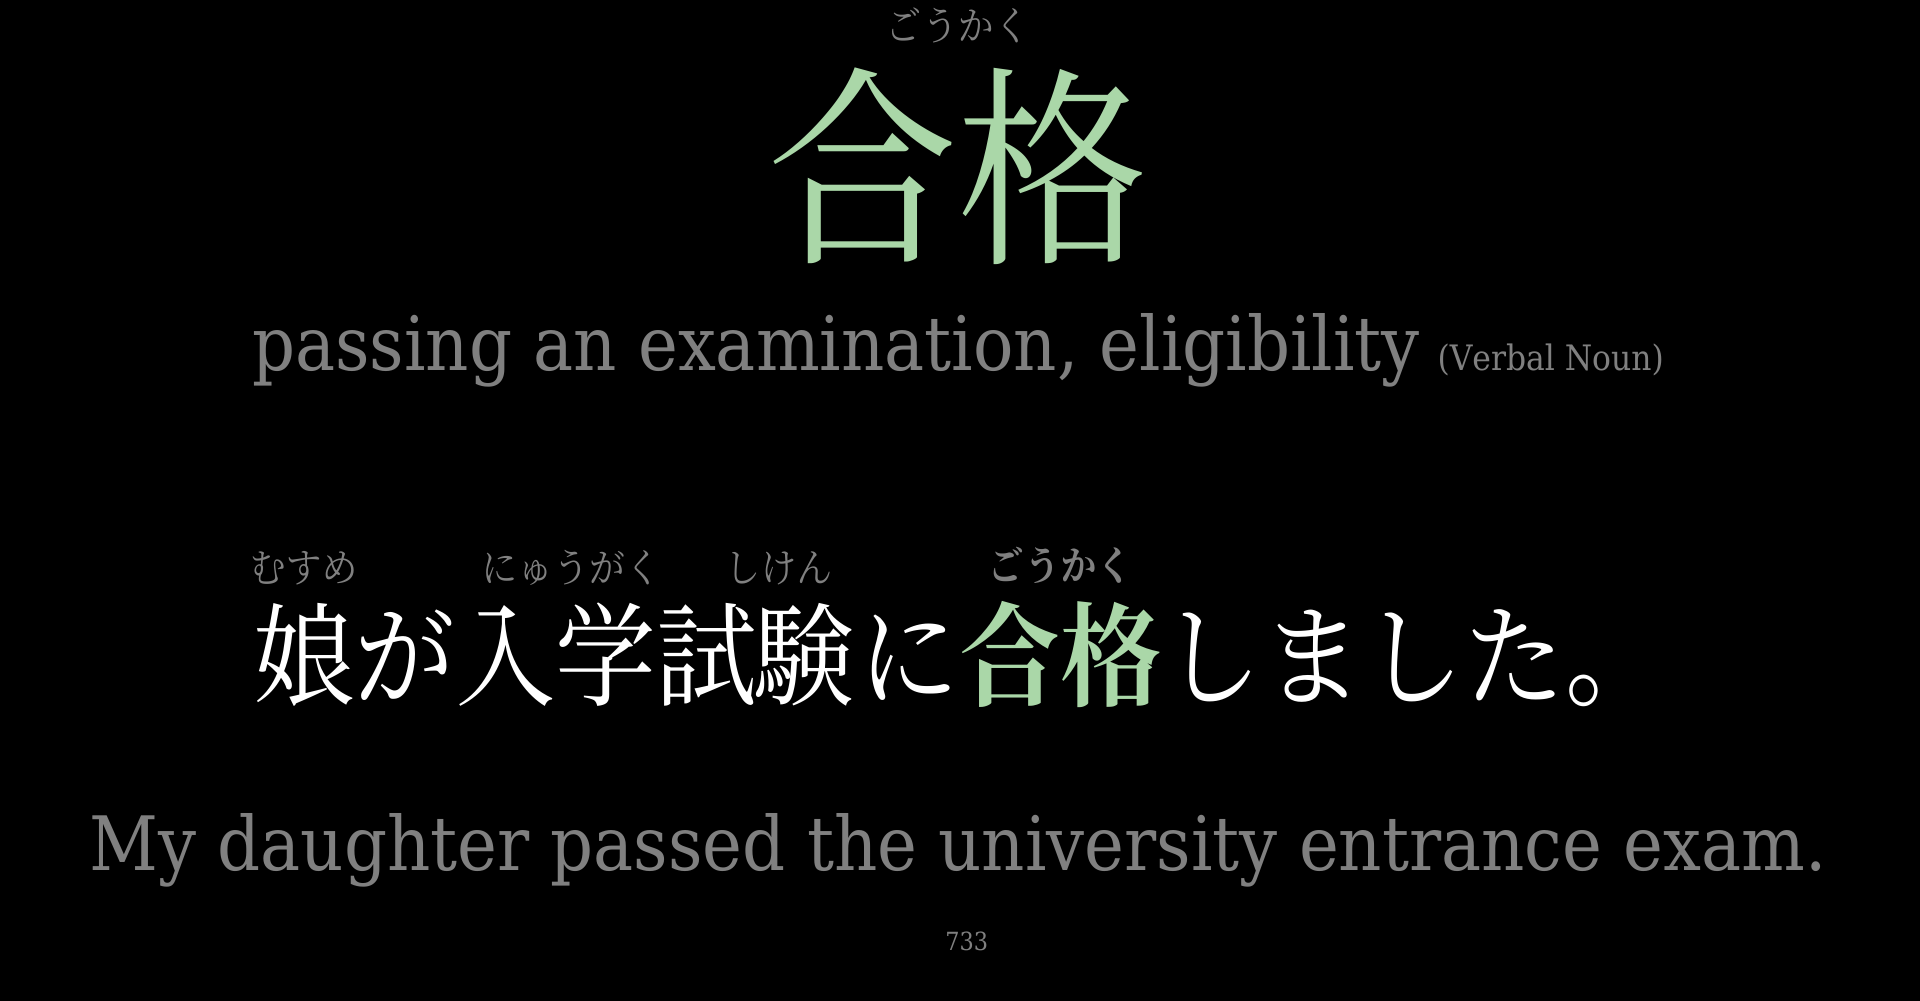 ごうかく
合格
passing an examination, eligibility (Verbal Noun)
むすめ にゅうがく しけん ごうかく
娘が入学試験に合格しました。
My daughter passed the university entrance exam.
733